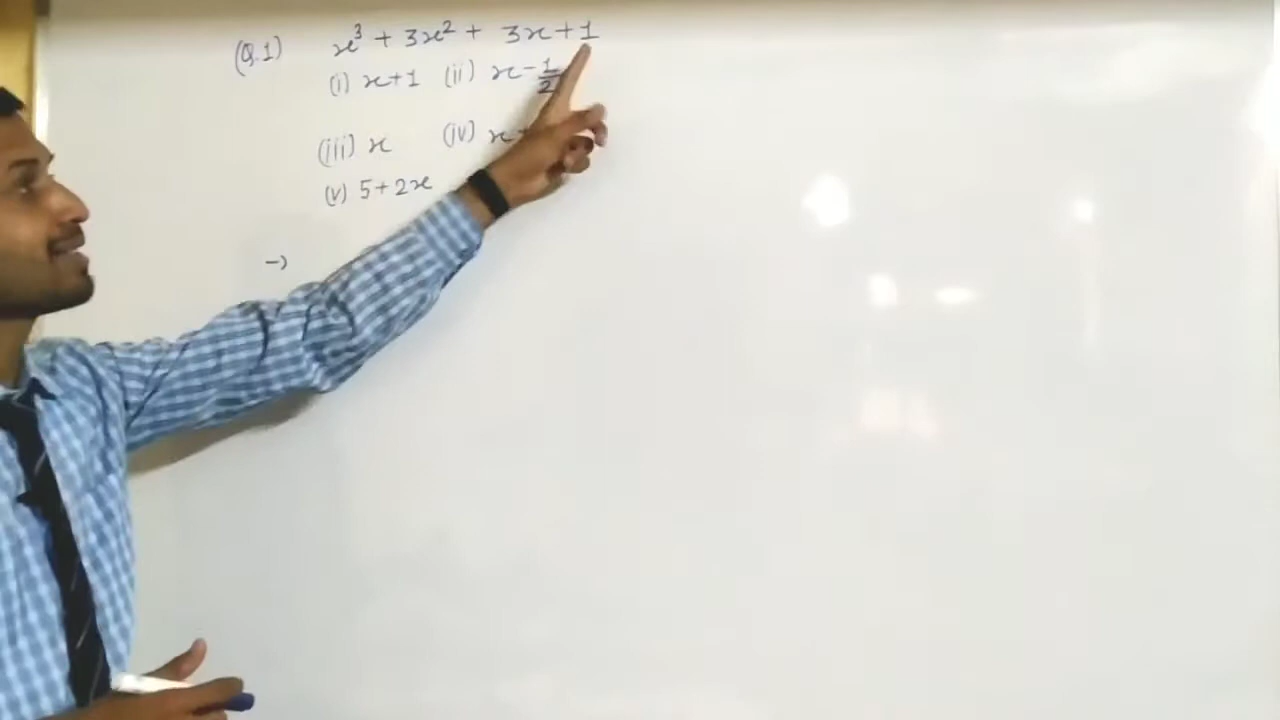 (Q.1) x³ + 3x² + 3x + 1
(i) x+1 (ii) x - 1/2
(iii) x (iv) x
(v) 5+2x
→